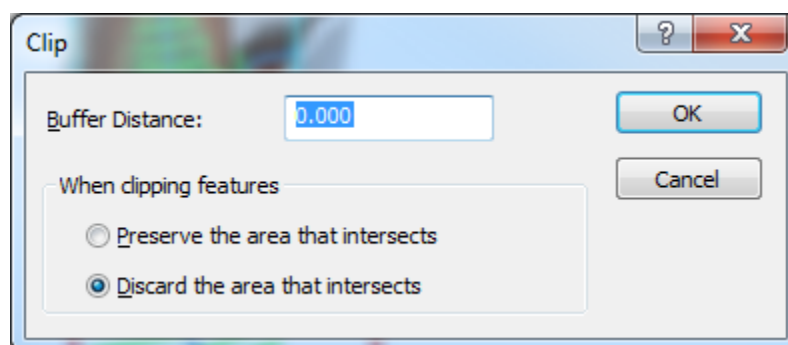 Clip
?
X
Buffer Distance:
0.000
OK
When clipping features
Cancel
Preserve the area that intersects
Discard the area that intersects